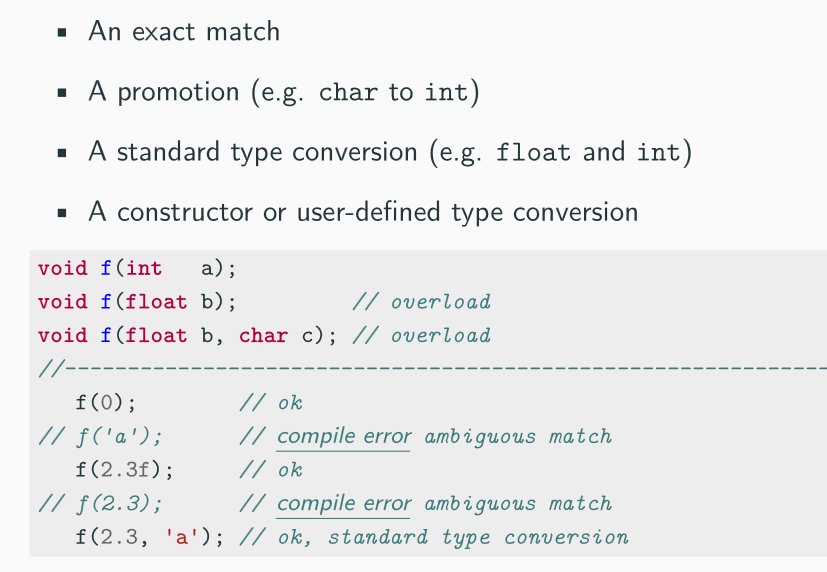 ▪ An exact match
▪ A promotion (e.g. char to int)
▪ A standard type conversion (e.g. float and int)
▪ A constructor or user-defined type conversion
void f(int   a);
void f(float b);         // overload
void f(float b, char c); // overload
//-------------------------------------------------------------
   f(0);        // ok
// f('a');      // compile error ambiguous match
   f(2.3f);     // ok
// f(2.3);      // compile error ambiguous match
   f(2.3, 'a'); // ok, standard type conversion